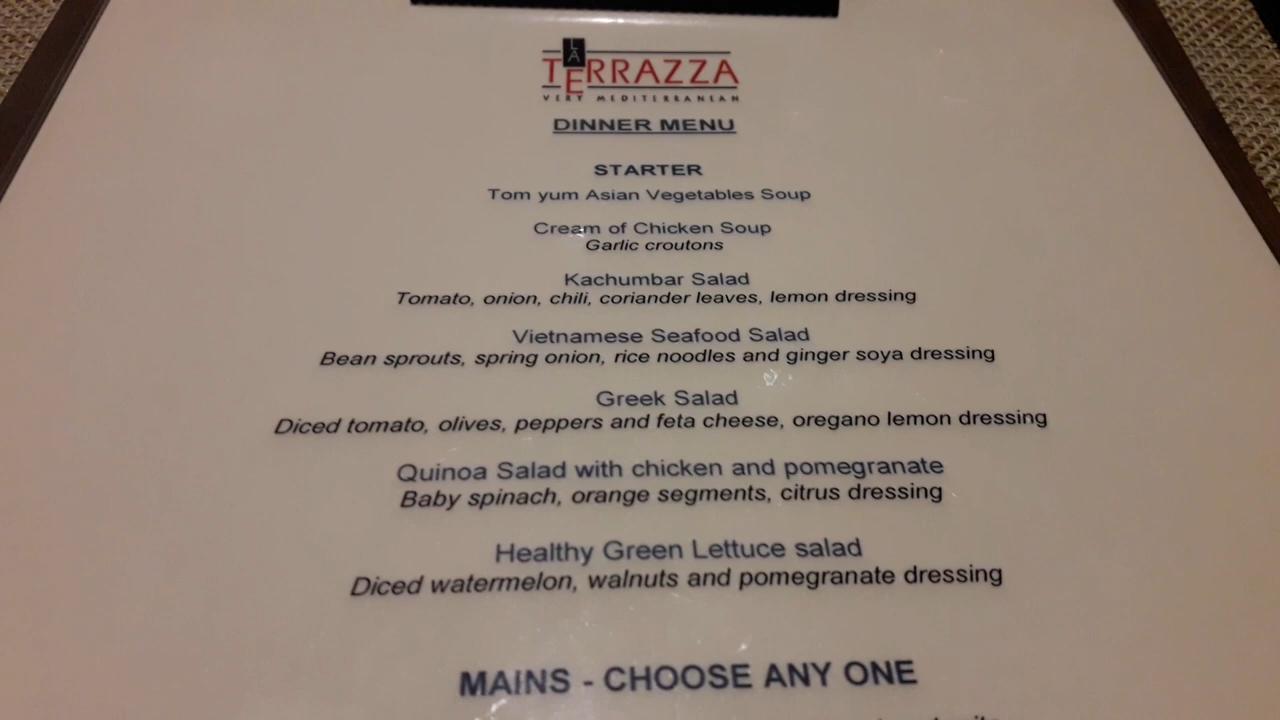 LA
TERRAZZA
VERY MEDITERRANEAN
DINNER MENU
STARTER
Tom yum Asian Vegetables Soup
Cream of Chicken Soup
Garlic croutons
Kachumbar Salad
Tomato, onion, chili, coriander leaves, lemon dressing
Vietnamese Seafood Salad
Bean sprouts, spring onion, rice noodles and ginger soya dressing
Greek Salad
Diced tomato, olives, peppers and feta cheese, oregano lemon dressing
Quinoa Salad with chicken and pomegranate
Baby spinach, orange segments, citrus dressing
Healthy Green Lettuce salad
Diced watermelon, walnuts and pomegranate dressing
MAINS - CHOOSE ANY ONE